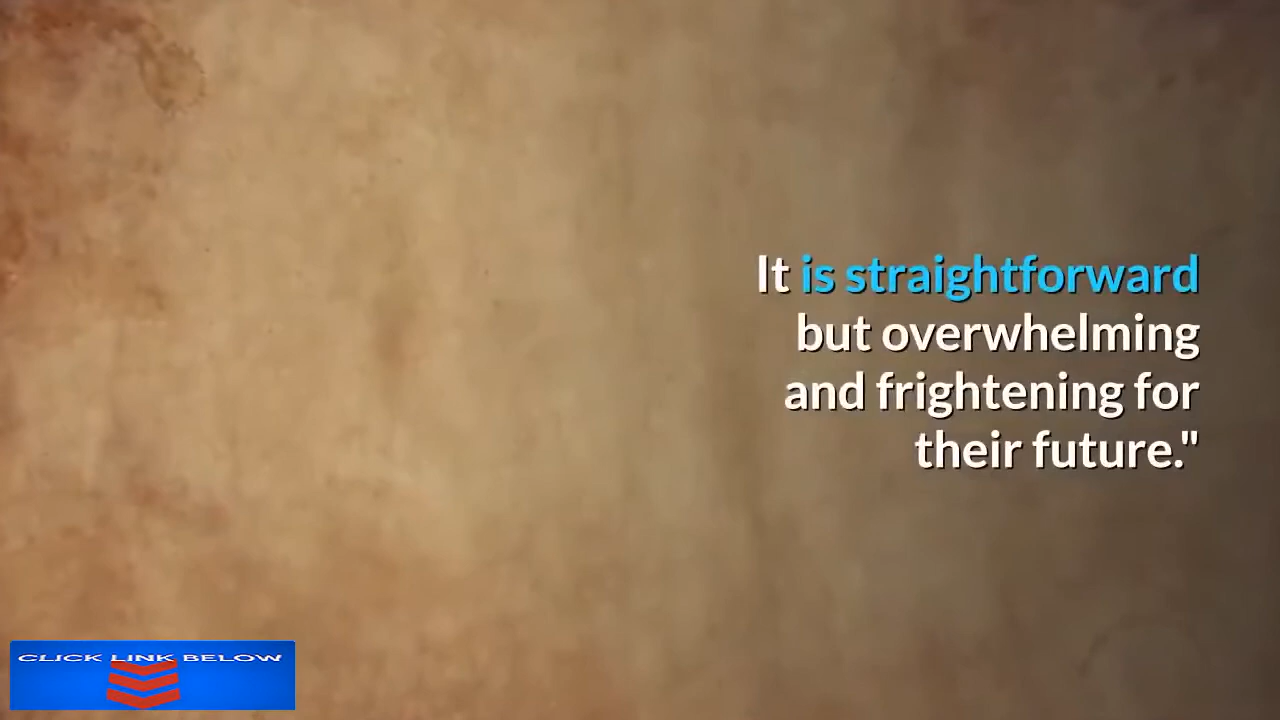 It is straightforward
but overwhelming
and frightening for
their future."
CLICK LINK BELOW